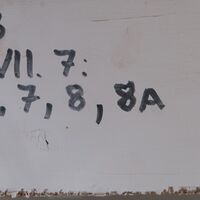 VII. 7:
, 7, 8, 8A